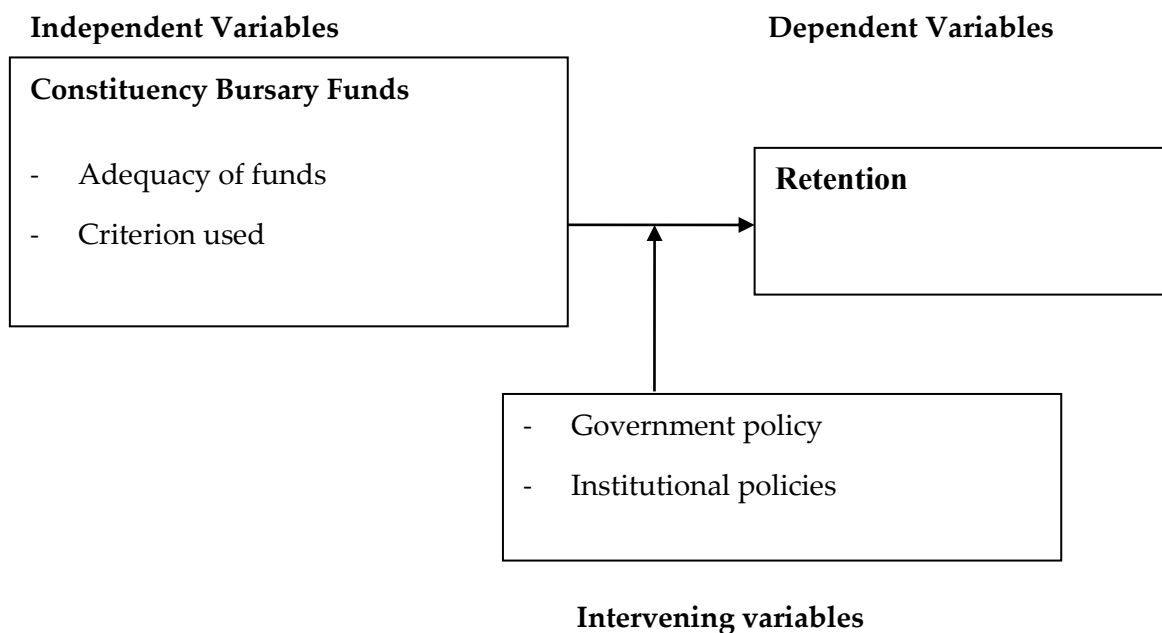 Independent Variables
Dependent Variables
Constituency Bursary Funds
- Adequacy of funds
- Criterion used
Retention
- Government policy
- Institutional policies
Intervening variables